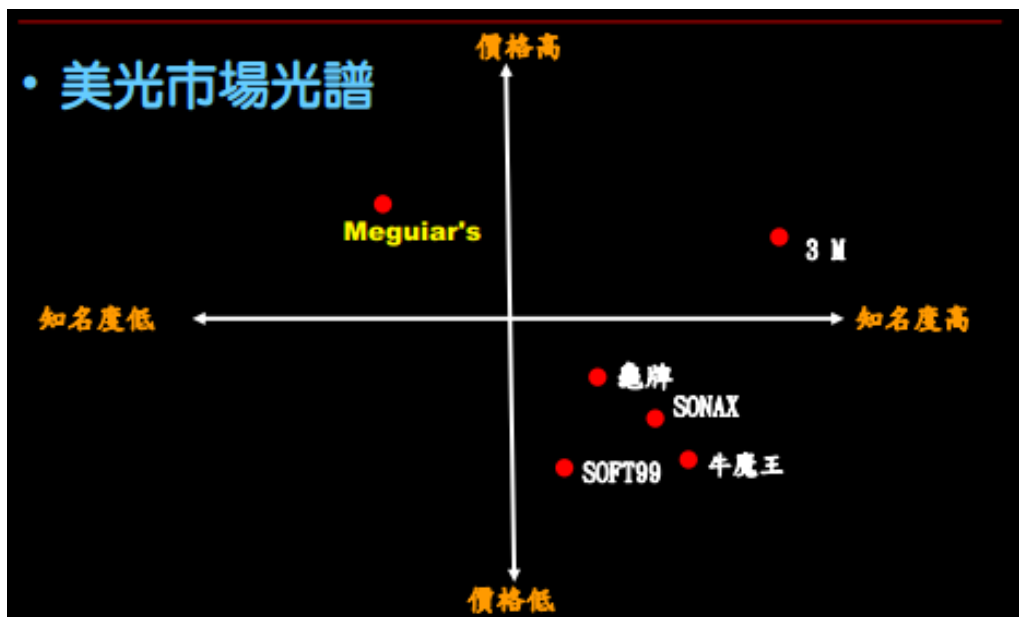 價格高
• 美光市場光譜
Meguiar's
3 M
知名度低
知名度高
龜牌
SONAX
牛魔王
SOFT99
價格低